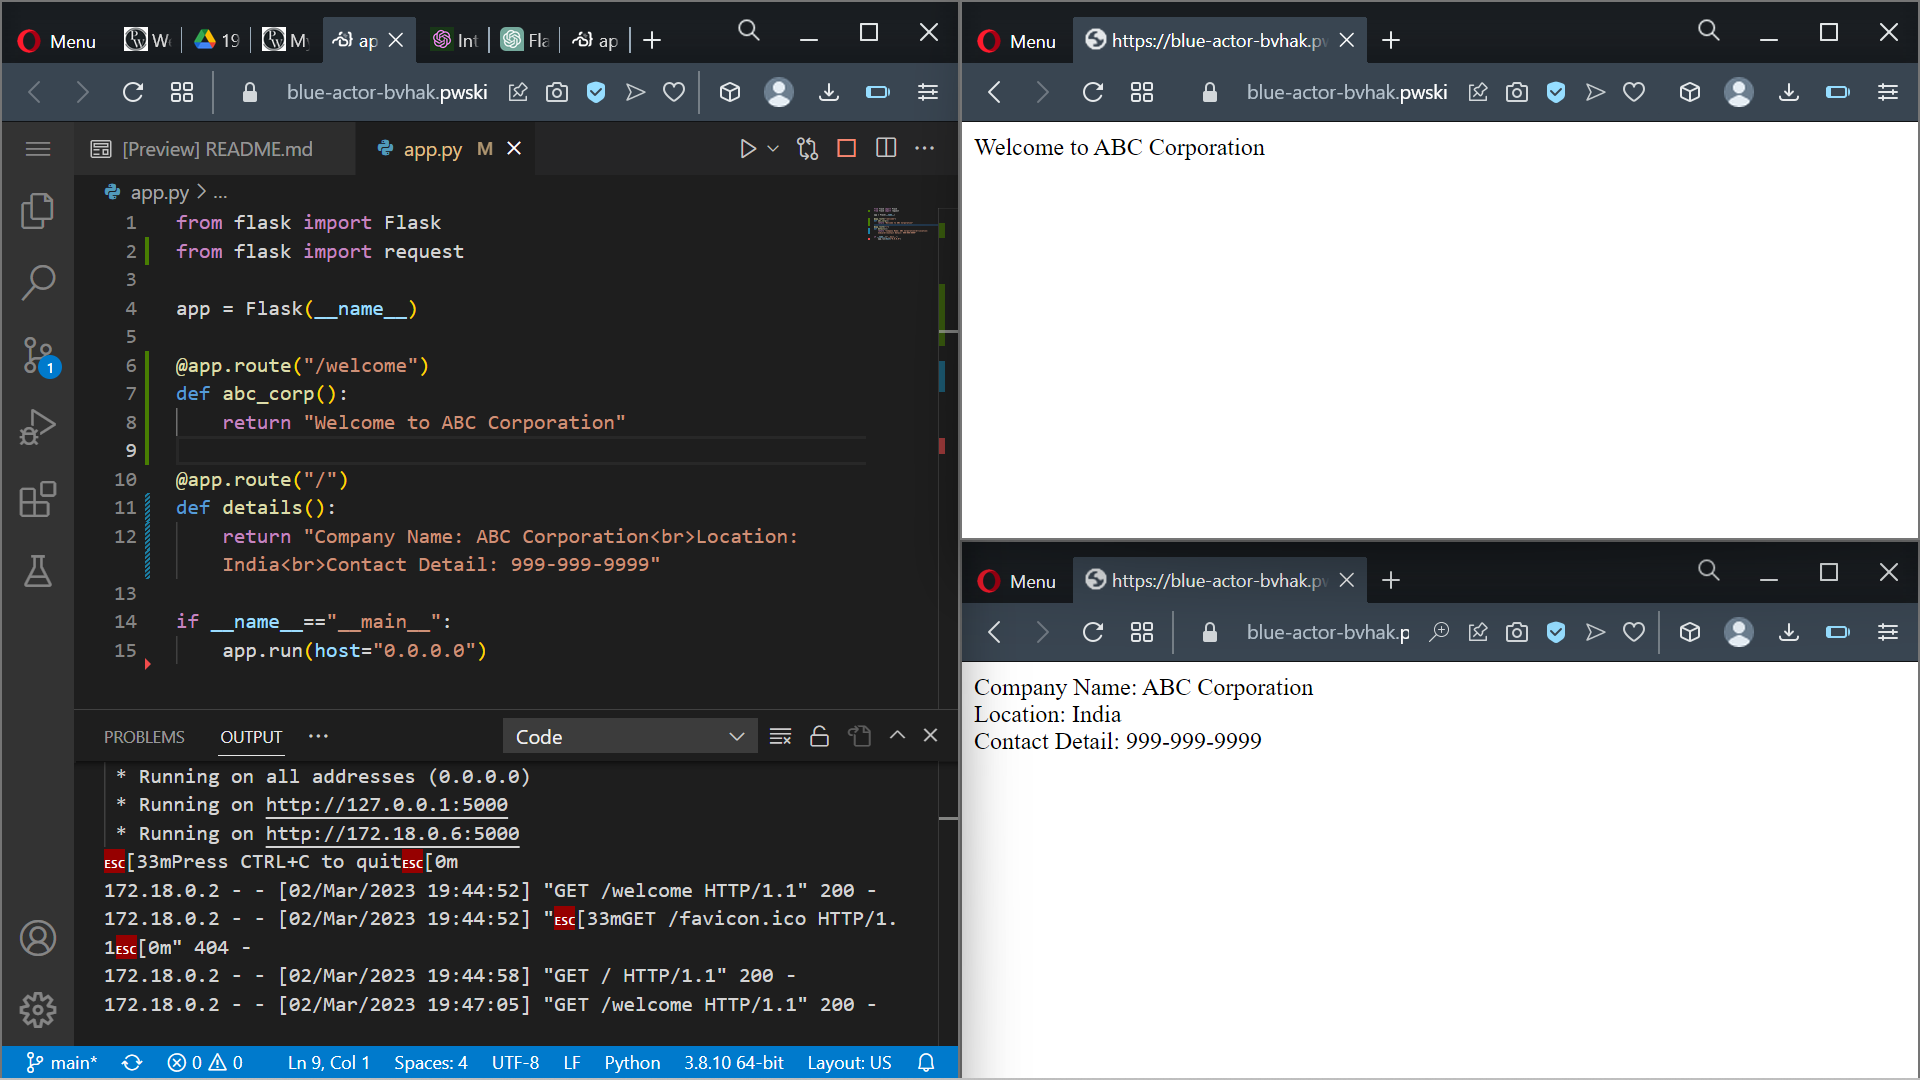 Menu
W
19
My
ap
Int
Fla
ap
blue-actor-bvhak.pwski
[Preview] README.md
app.py M
app.py > ...
1 from flask import Flask
2 from flask import request
3
4 app = Flask(__name__)
5
6 @app.route("/welcome")
7 def abc_corp():
8 return "Welcome to ABC Corporation"
9
10 @app.route("/")
11 def details():
12 return "Company Name: ABC Corporation<br>Location:
India<br>Contact Detail: 999-999-9999"
13
14 if __name__=="__main__":
15 app.run(host="0.0.0.0")
1
PROBLEMS OUTPUT ...
Code
* Running on all addresses (0.0.0.0)
* Running on http://127.0.0.1:5000
* Running on http://172.18.0.6:5000
ESC[33mPress CTRL+C to quitESC[0m
172.18.0.2 - - [02/Mar/2023 19:44:52] "GET /welcome HTTP/1.1" 200 -
172.18.0.2 - - [02/Mar/2023 19:44:52] "ESC[33mGET /favicon.ico HTTP/1.
1ESC[0m" 404 -
172.18.0.2 - - [02/Mar/2023 19:44:58] "GET / HTTP/1.1" 200 -
172.18.0.2 - - [02/Mar/2023 19:47:05] "GET /welcome HTTP/1.1" 200 -
main* 0 0 Ln 9, Col 1 Spaces: 4 UTF-8 LF Python 3.8.10 64-bit Layout: US
Menu https://blue-actor-bvhak.pw
blue-actor-bvhak.pwski
Welcome to ABC Corporation
Menu https://blue-actor-bvhak.pw
blue-actor-bvhak.p
Company Name: ABC Corporation
Location: India
Contact Detail: 999-999-9999